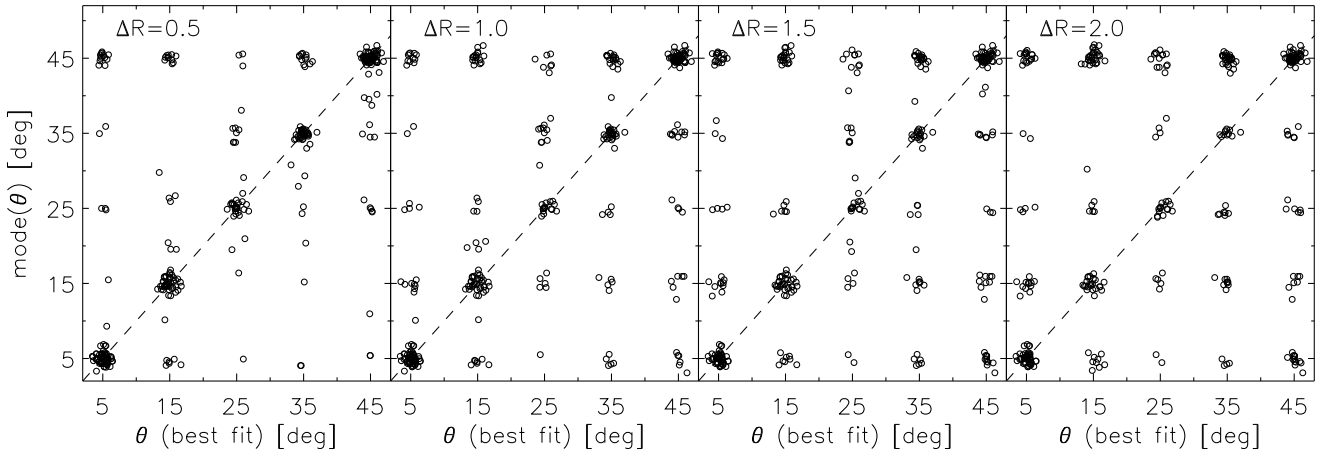 ΔR=0.5 ΔR=1.0 ΔR=1.5 ΔR=2.0
mode(θ) [deg]
45
35
25
15
5
5 15 25 35 45 5 15 25 35 45 5 15 25 35 45 5 15 25 35 45
θ (best fit) [deg] θ (best fit) [deg] θ (best fit) [deg] θ (best fit) [deg]